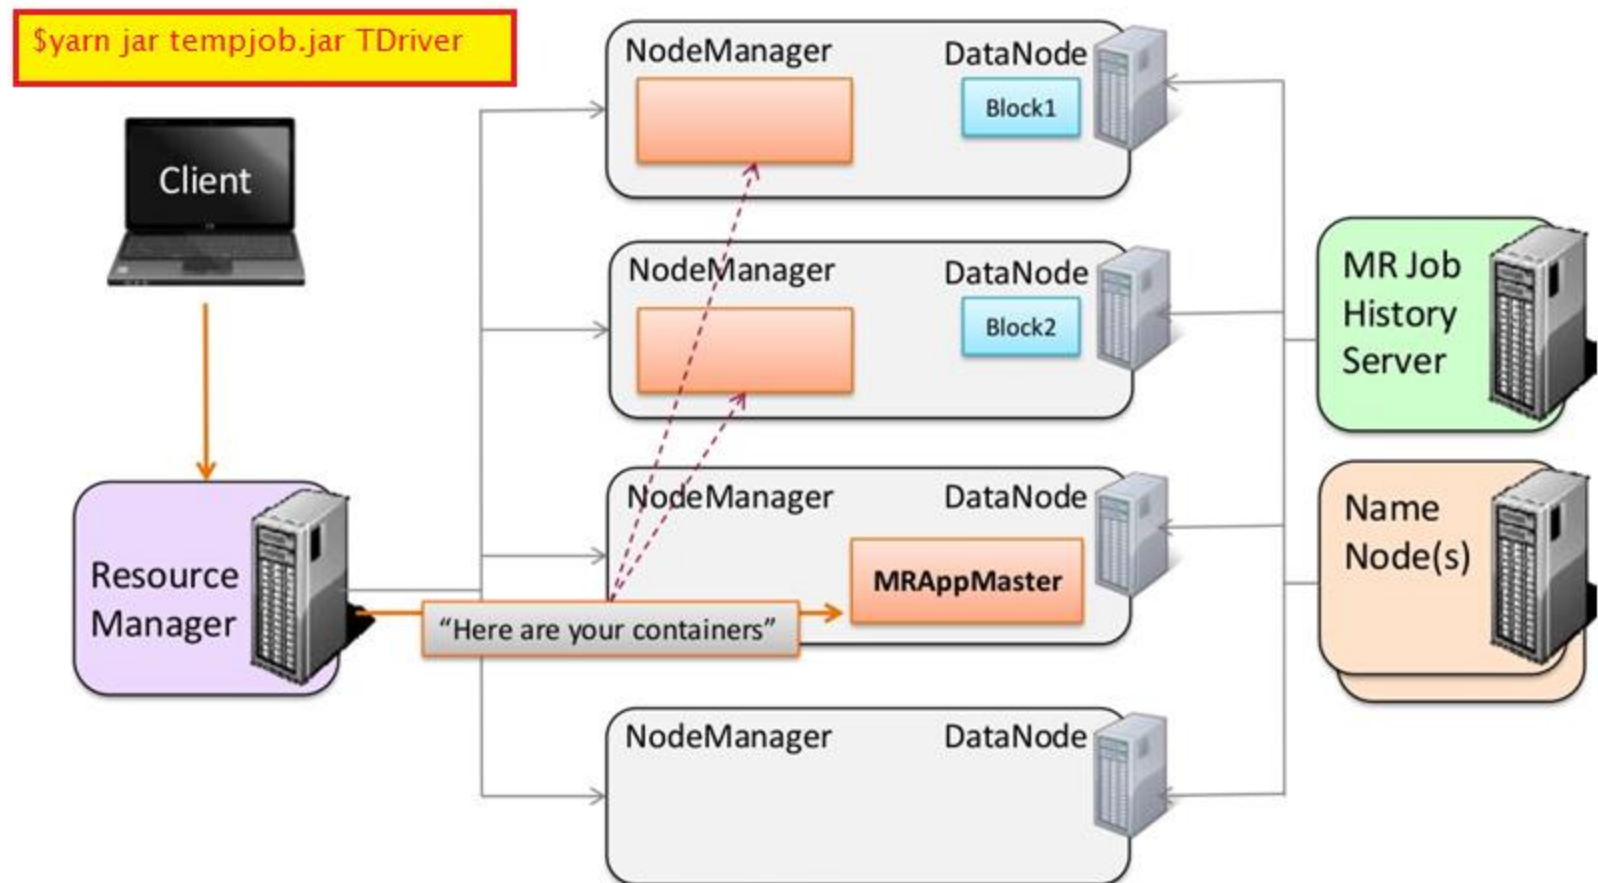 $yarn jar tempjob.jar TDriver
Client
Resource
Manager
NodeManager
DataNode
Block1
NodeManager
DataNode
Block2
NodeManager
DataNode
MRAppMaster
“Here are your containers”
NodeManager
DataNode
MR Job
History
Server
Name
Node(s)